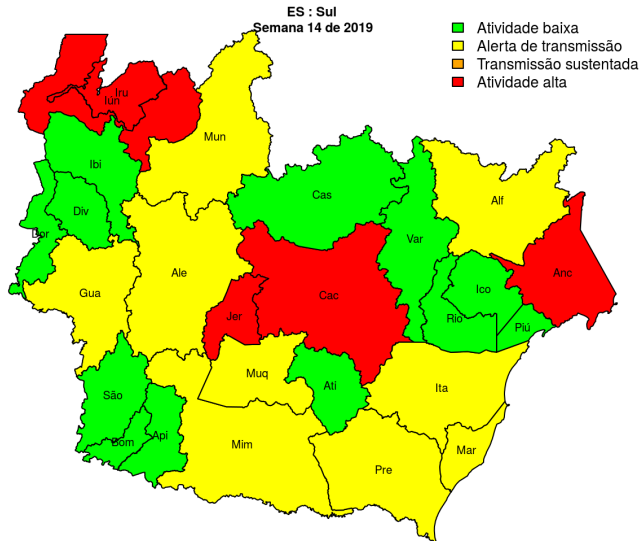 ES : Sul
Semana 14 de 2019
Atividade baixa
Alerta de transmissão
Transmissão sustentada
Atividade alta
Iru
Iún
Mun
Ibi
Cas
Alf
Div
Dor
Var
Ale
Anc
Gua
Cac
Ico
Jer
Rio
Piú
Muq
Ati
Ita
São
Api
Bom
Mim
Mar
Pre